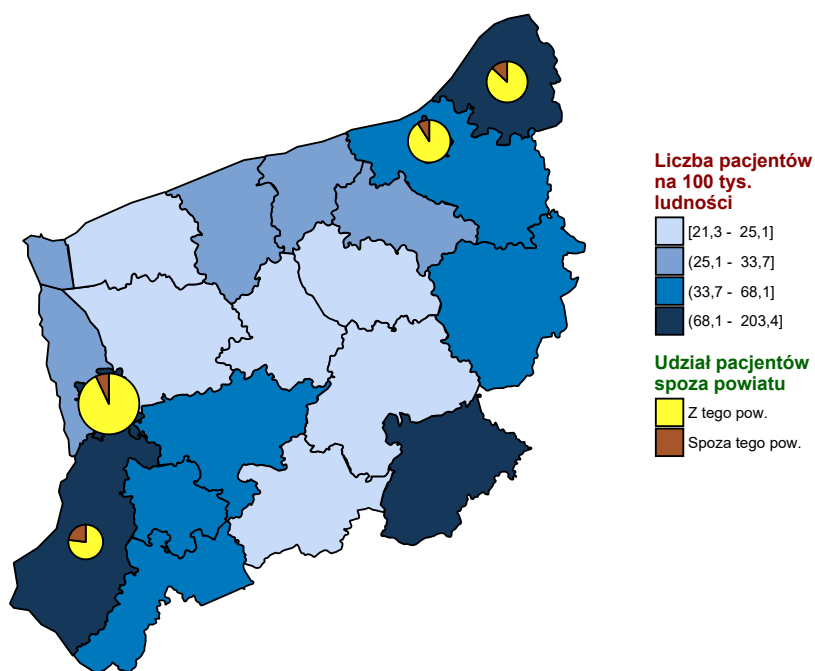 Liczba pacjentów
na 100 tys.
ludności
[21,3 - 25,1]
(25,1 - 33,7]
(33,7 - 68,1]
(68,1 - 203,4]
Udział pacjentów
spoza powiatu
Z tego pow.
Spoza tego pow.